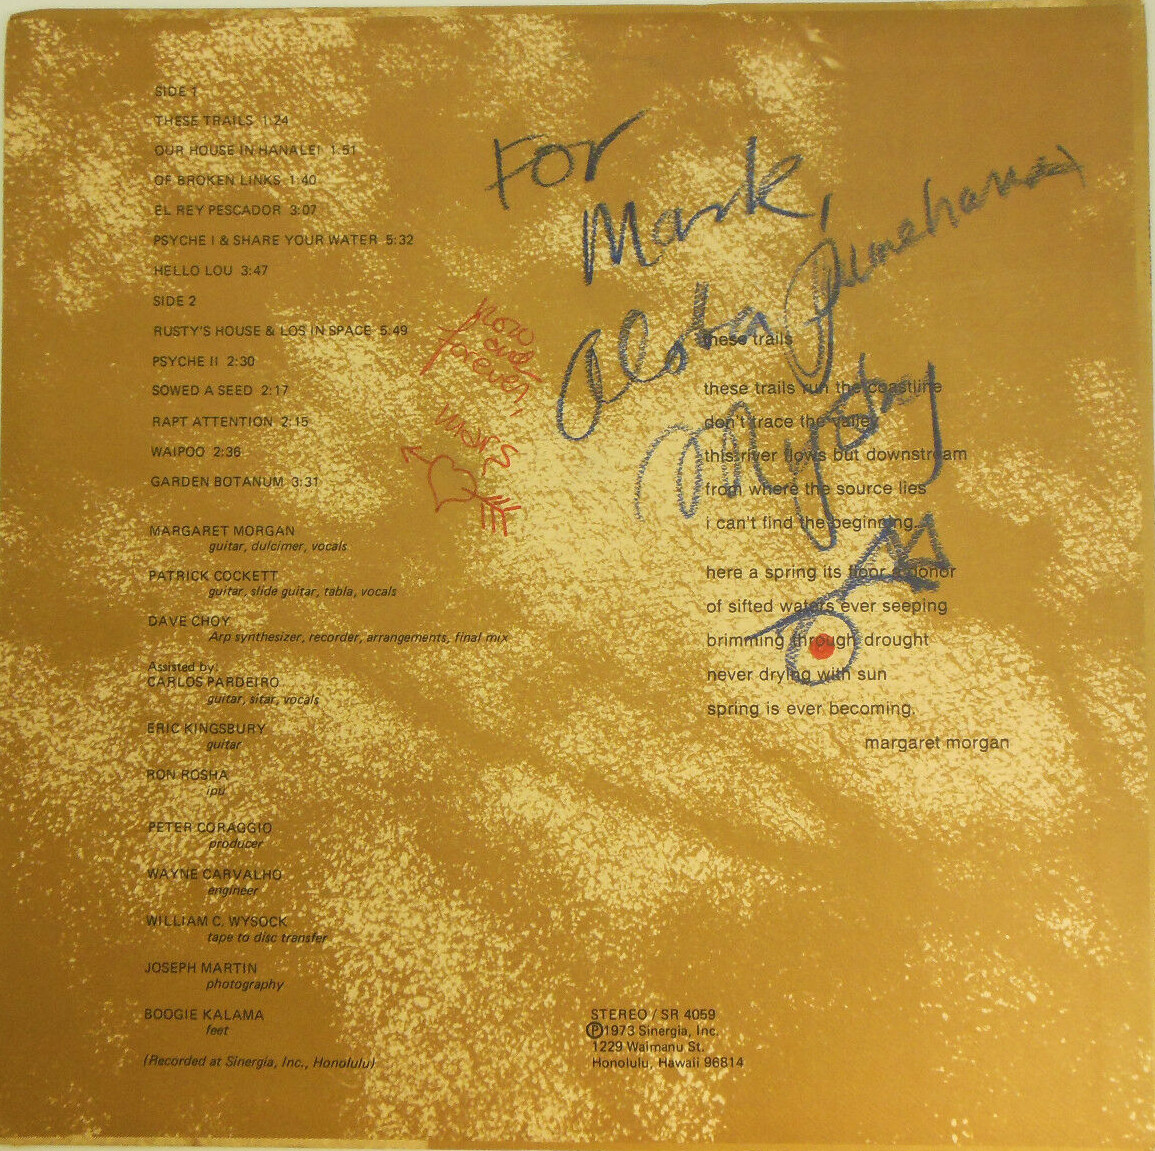 SIDE 1
THESE TRAILS 1:24
OUR HOUSE IN HANALEI 1:51
OF BROKEN LINKS 1:40
EL REY PESCADOR 3:07
PSYCHE I & SHARE YOUR WATER 5:32
HELLO LOU 3:47
SIDE 2
RUSTY'S HOUSE & LOS IN SPACE 5:49
PSYCHE II 2:30
SOWED A SEED 2:17
RAPT ATTENTION 2:15
WAIPOO 2:36
GARDEN BOTANUM 3:31
MARGARET MORGAN
guitar, dulcimer, vocals
PATRICK COCKETT
guitar, slide guitar, tabla, vocals
DAVE CHOY
Arp synthesizer, recorder, arrangements, final mix
Assisted by:
CARLOS PARDEIRO
guitar, sitar, vocals
ERIC KINGSBURY
guitar
RON ROSHA
ipu
PETER CORAGGIO
producer
WAYNE CARVALHO
engineer
WILLIAM C. WYSOCK
tape to disc transfer
JOSEPH MARTIN
photography
BOOGIE KALAMA
feet
(Recorded at Sinergia, Inc., Honolulu)
For
Mark,
Aloha
now
and
forever,
yours
these trails
these trails run the coastline
don't trace the valley
this river flows but downstream
from where the source lies
i can't find the beginning.
here a spring its floor a donor
of sifted waters ever seeping
brimming through drought
never drying with sun
spring is ever becoming.
margaret morgan
STEREO / SR 4059
Ⓟ1973 Sinergia, Inc.
1229 Waimanu St.
Honolulu, Hawaii 96814